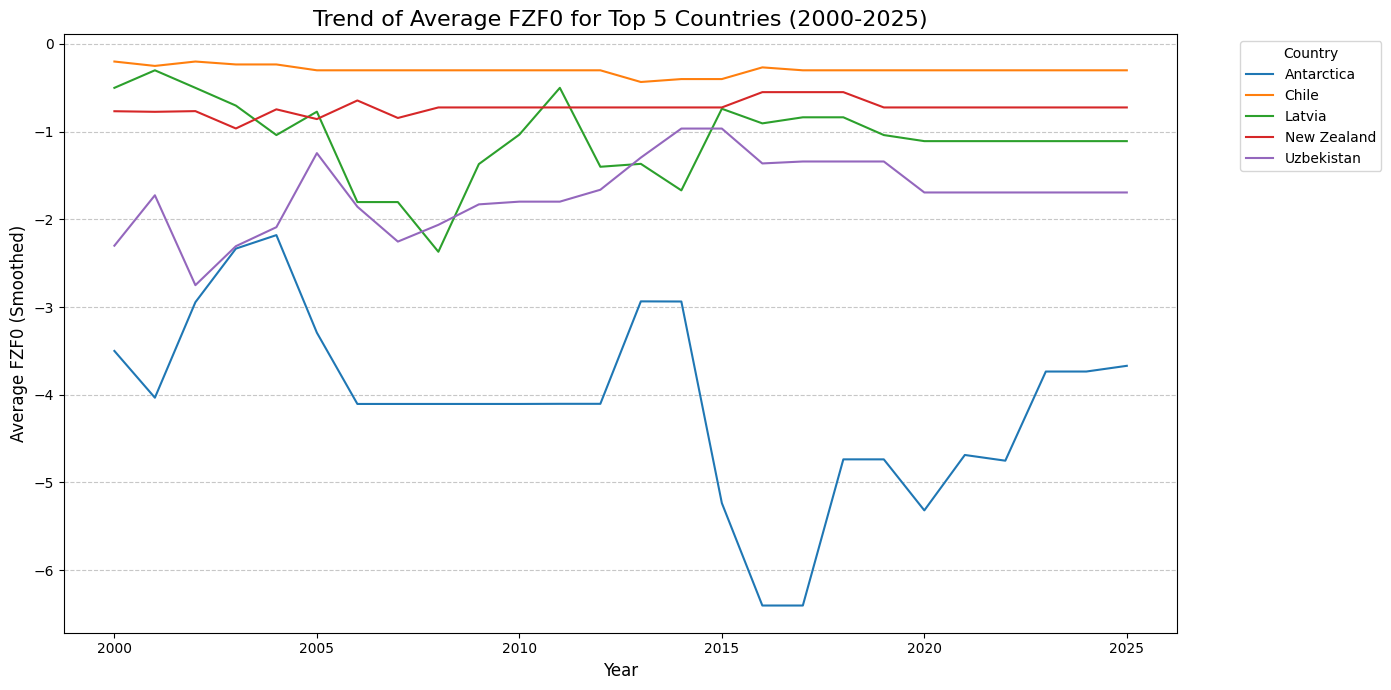 Trend of Average FZF0 for Top 5 Countries (2000-2025)
Average FZF0 (Smoothed)
0
−1
−2
−3
−4
−5
−6
2000
2005
2010
2015
2020
2025
Year
Country
Antarctica
Chile
Latvia
New Zealand
Uzbekistan